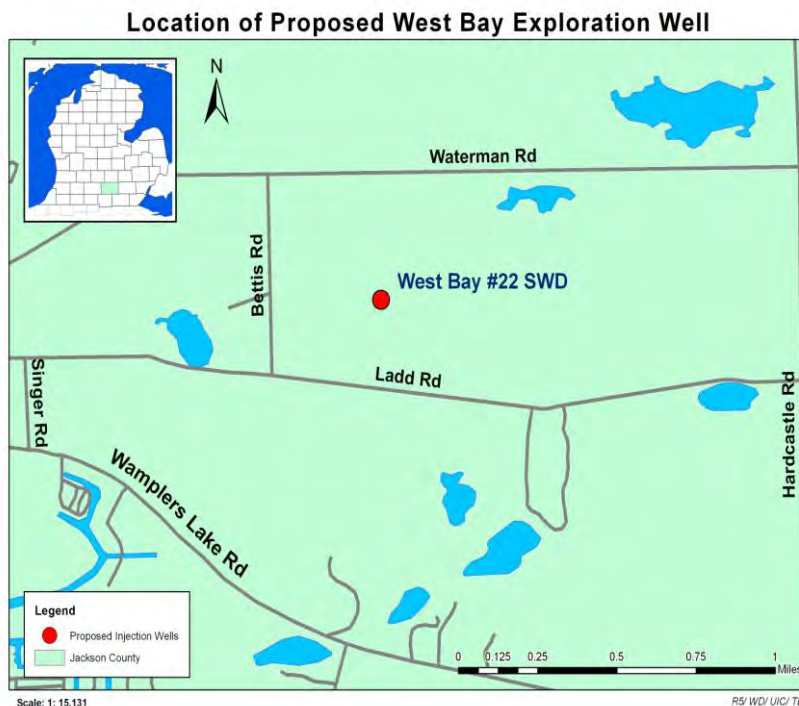 Location of Proposed West Bay Exploration Well
N
Waterman Rd
Bettis Rd
West Bay #22 SWD
Singer Rd
Ladd Rd
Hardcastle Rd
Wamplers Lake Rd
Legend
Proposed Injection Wells
Jackson County
0 0.125 0.25 0.5 0.75 1
Miles
Scale: 1: 15,131
R5/ WD/ UIC/